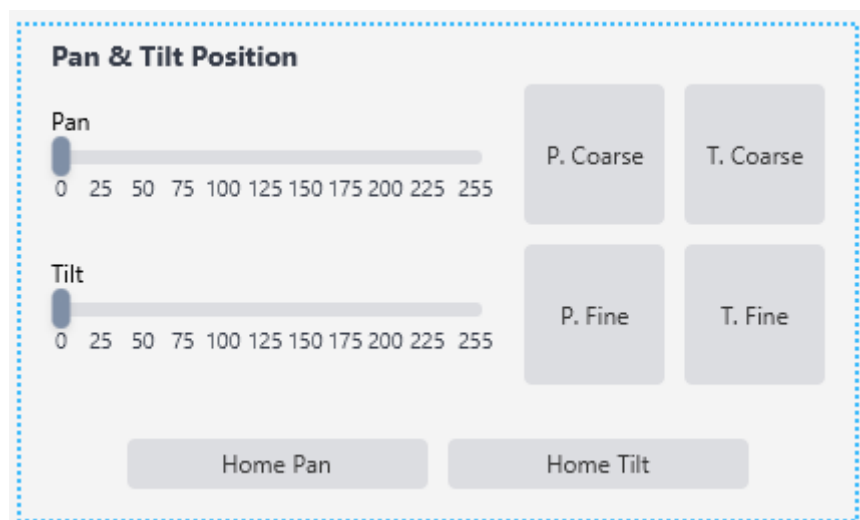 Pan & Tilt Position
Pan
0 25 50 75 100 125 150 175 200 225 255
P. Coarse
T. Coarse
Tilt
0 25 50 75 100 125 150 175 200 225 255
P. Fine
T. Fine
Home Pan
Home Tilt